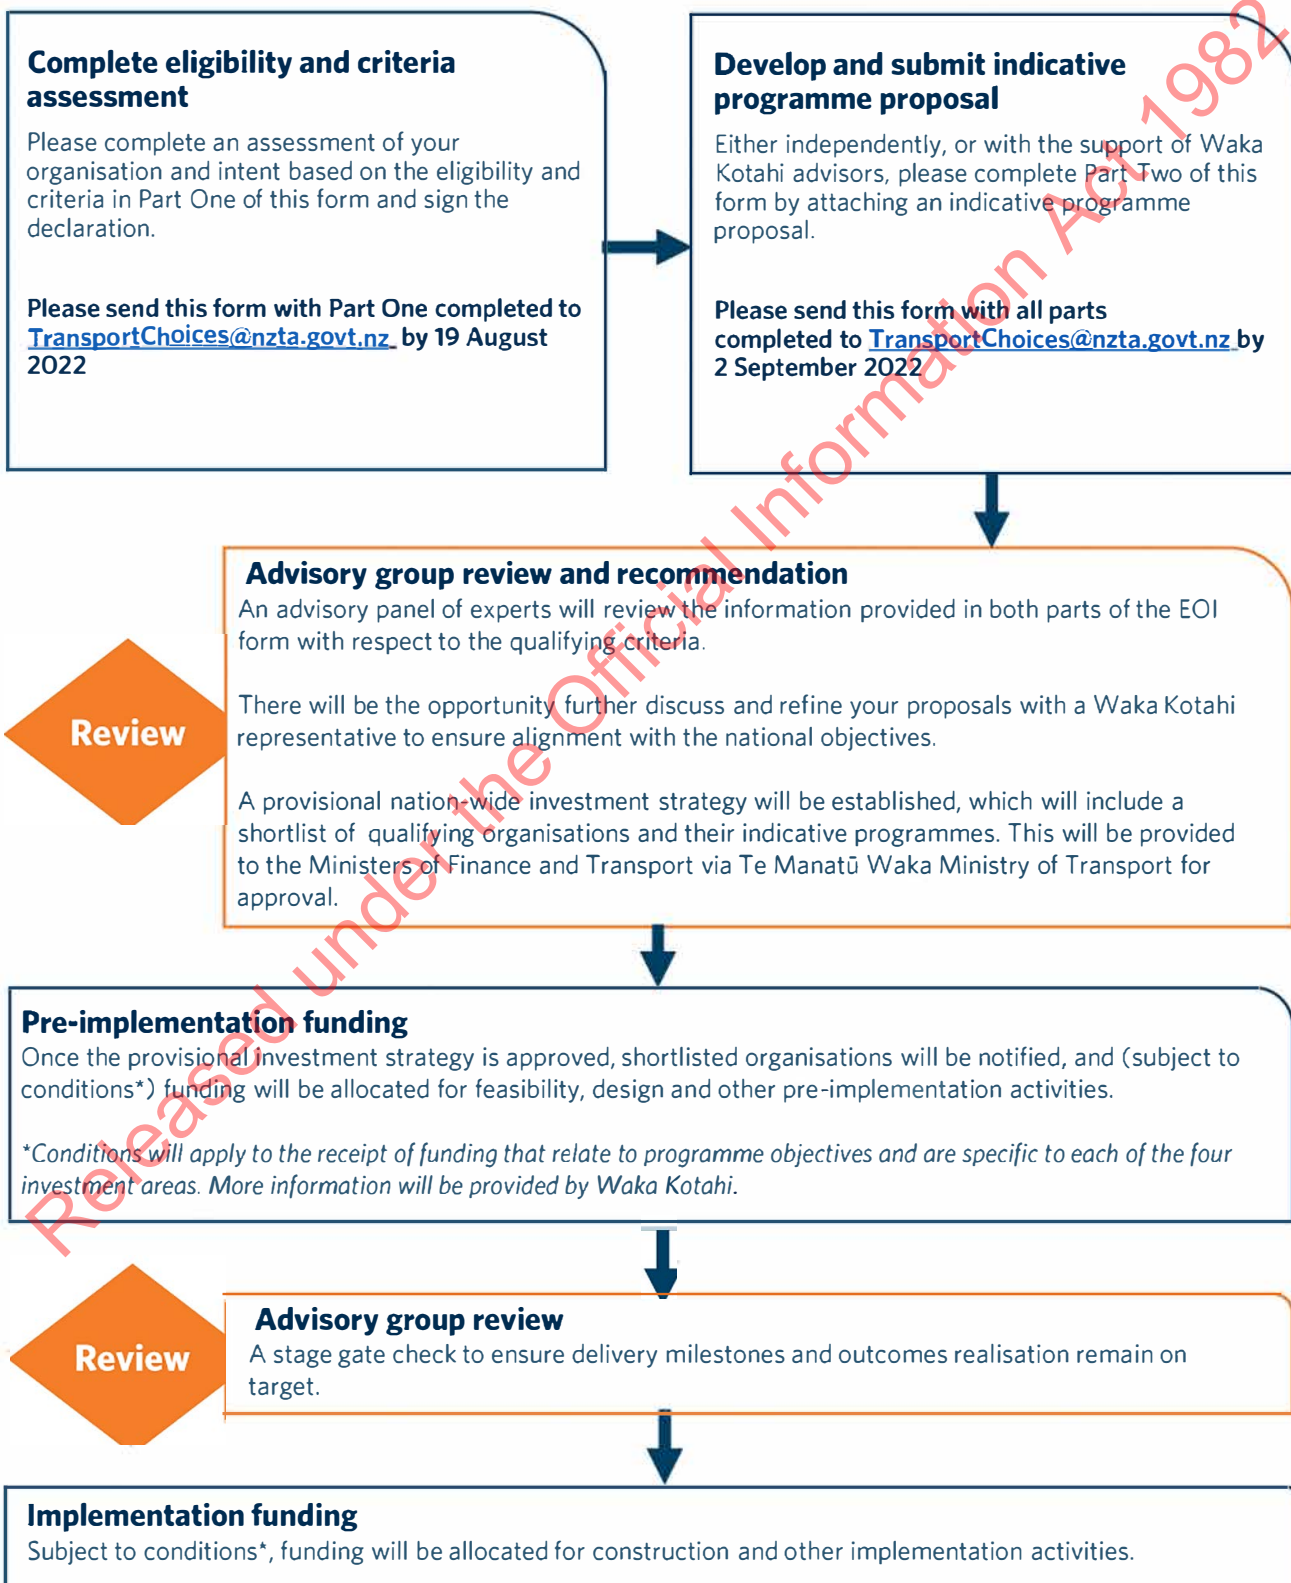 Complete eligibility and criteria
assessment
Please complete an assessment of your
organisation and intent based on the eligibility and
criteria in Part One of this form and sign the
declaration.
Please send this form with Part One completed to
TransportChoices@nzta.govt.nz by 19 August
2022
Develop and submit indicative
programme proposal
Either independently, or with the support of Waka
Kotahi advisors, please complete Part Two of this
form by attaching an indicative programme
proposal.
Please send this form with all parts
completed to TransportChoices@nzta.govt.nz by
2 September 2022
Review
Advisory group review and recommendation
An advisory panel of experts will review the information provided in both parts of the EOI
form with respect to the qualifying criteria.
There will be the opportunity further discuss and refine your proposals with a Waka Kotahi
representative to ensure alignment with the national objectives.
A provisional nation-wide investment strategy will be established, which will include a
shortlist of qualifying organisations and their indicative programmes. This will be provided
to the Ministers of Finance and Transport via Te Manatū Waka Ministry of Transport for
approval.
Pre-implementation funding
Once the provisional investment strategy is approved, shortlisted organisations will be notified, and (subject to
conditions*) funding will be allocated for feasibility, design and other pre-implementation activities.
*Conditions will apply to the receipt of funding that relate to programme objectives and are specific to each of the four
investment areas. More information will be provided by Waka Kotahi.
Review
Advisory group review
A stage gate check to ensure delivery milestones and outcomes realisation remain on
target.
Implementation funding
Subject to conditions*, funding will be allocated for construction and other implementation activities.
Released under the Official Information Act 1982